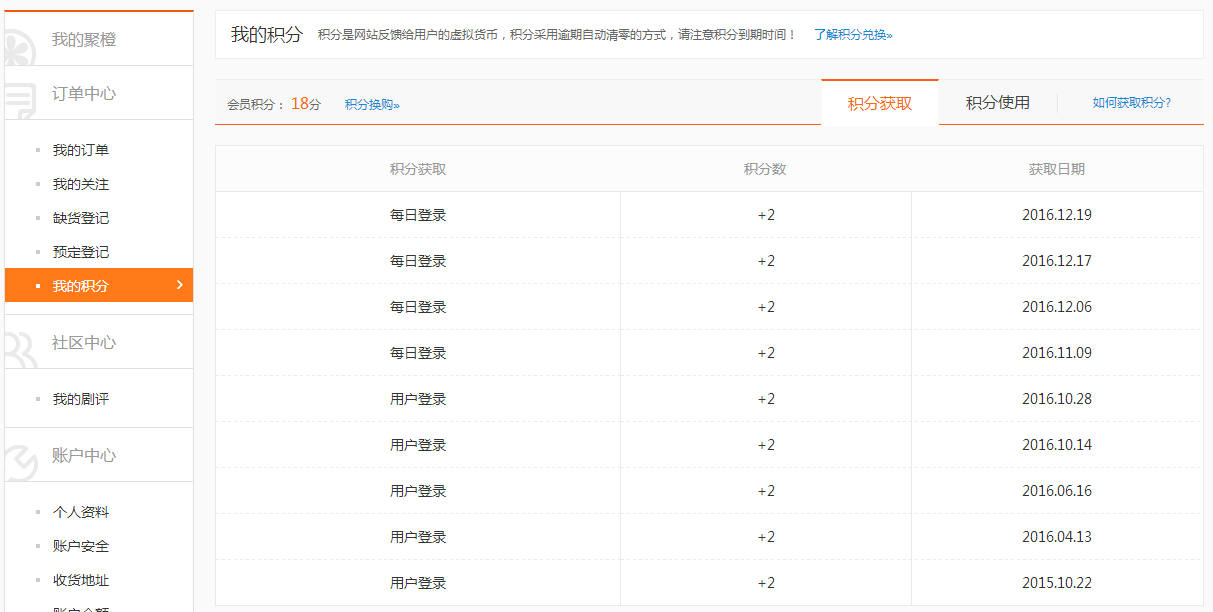 我的聚橙
订单中心
我的订单
我的关注
缺货登记
预定登记
我的积分
社区中心
我的剧评
账户中心
个人资料
账户安全
收货地址
账户余额
我的积分 积分是网站反馈给用户的虚拟货币，积分采用逾期自动清零的方式，请注意积分到期时间！ 了解积分兑换»
会员积分： 18分 积分换购» 积分获取 积分使用 如何获取积分?
积分获取 积分数 获取日期
每日登录 +2 2016.12.19
每日登录 +2 2016.12.17
每日登录 +2 2016.12.06
每日登录 +2 2016.11.09
用户登录 +2 2016.10.28
用户登录 +2 2016.10.14
用户登录 +2 2016.06.16
用户登录 +2 2016.04.13
用户登录 +2 2015.10.22